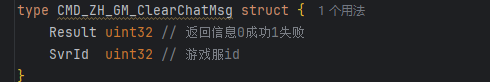 type CMD_ZH_GM_ClearChatMsg struct { 1 个用法
Result uint32 // 返回信息0成功1失败
SvrId uint32 // 游戏服id
}